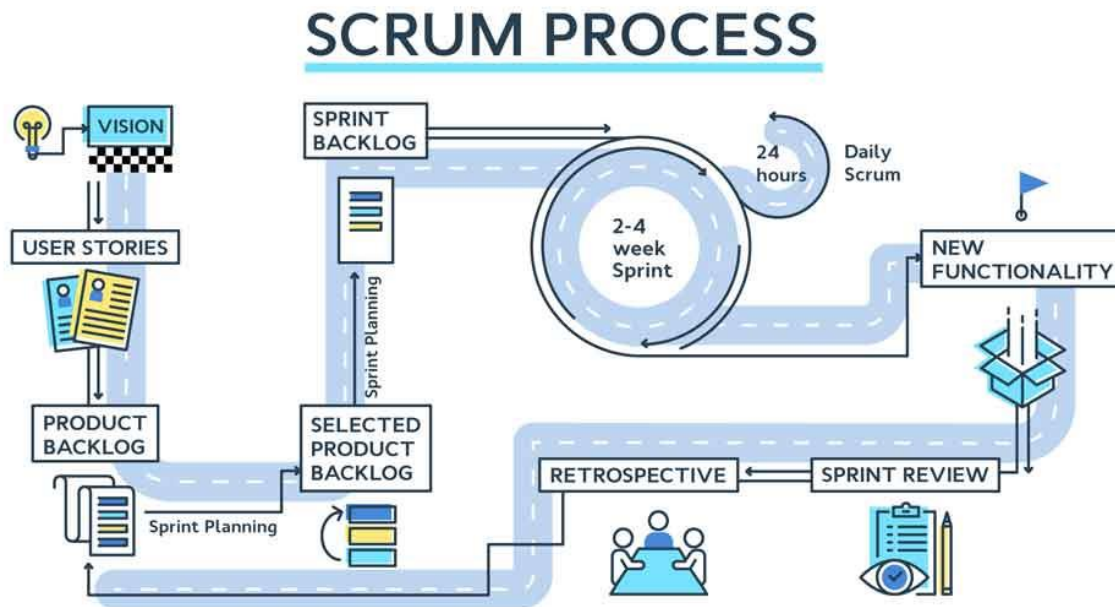 SCRUM PROCESS
VISION
USER STORIES
PRODUCT
BACKLOG
Sprint Planning
SELECTED
PRODUCT
BACKLOG
Sprint Planning
SPRINT
BACKLOG
2-4
week
Sprint
24
hours
Daily
Scrum
NEW
FUNCTIONALITY
SPRINT REVIEW
RETROSPECTIVE